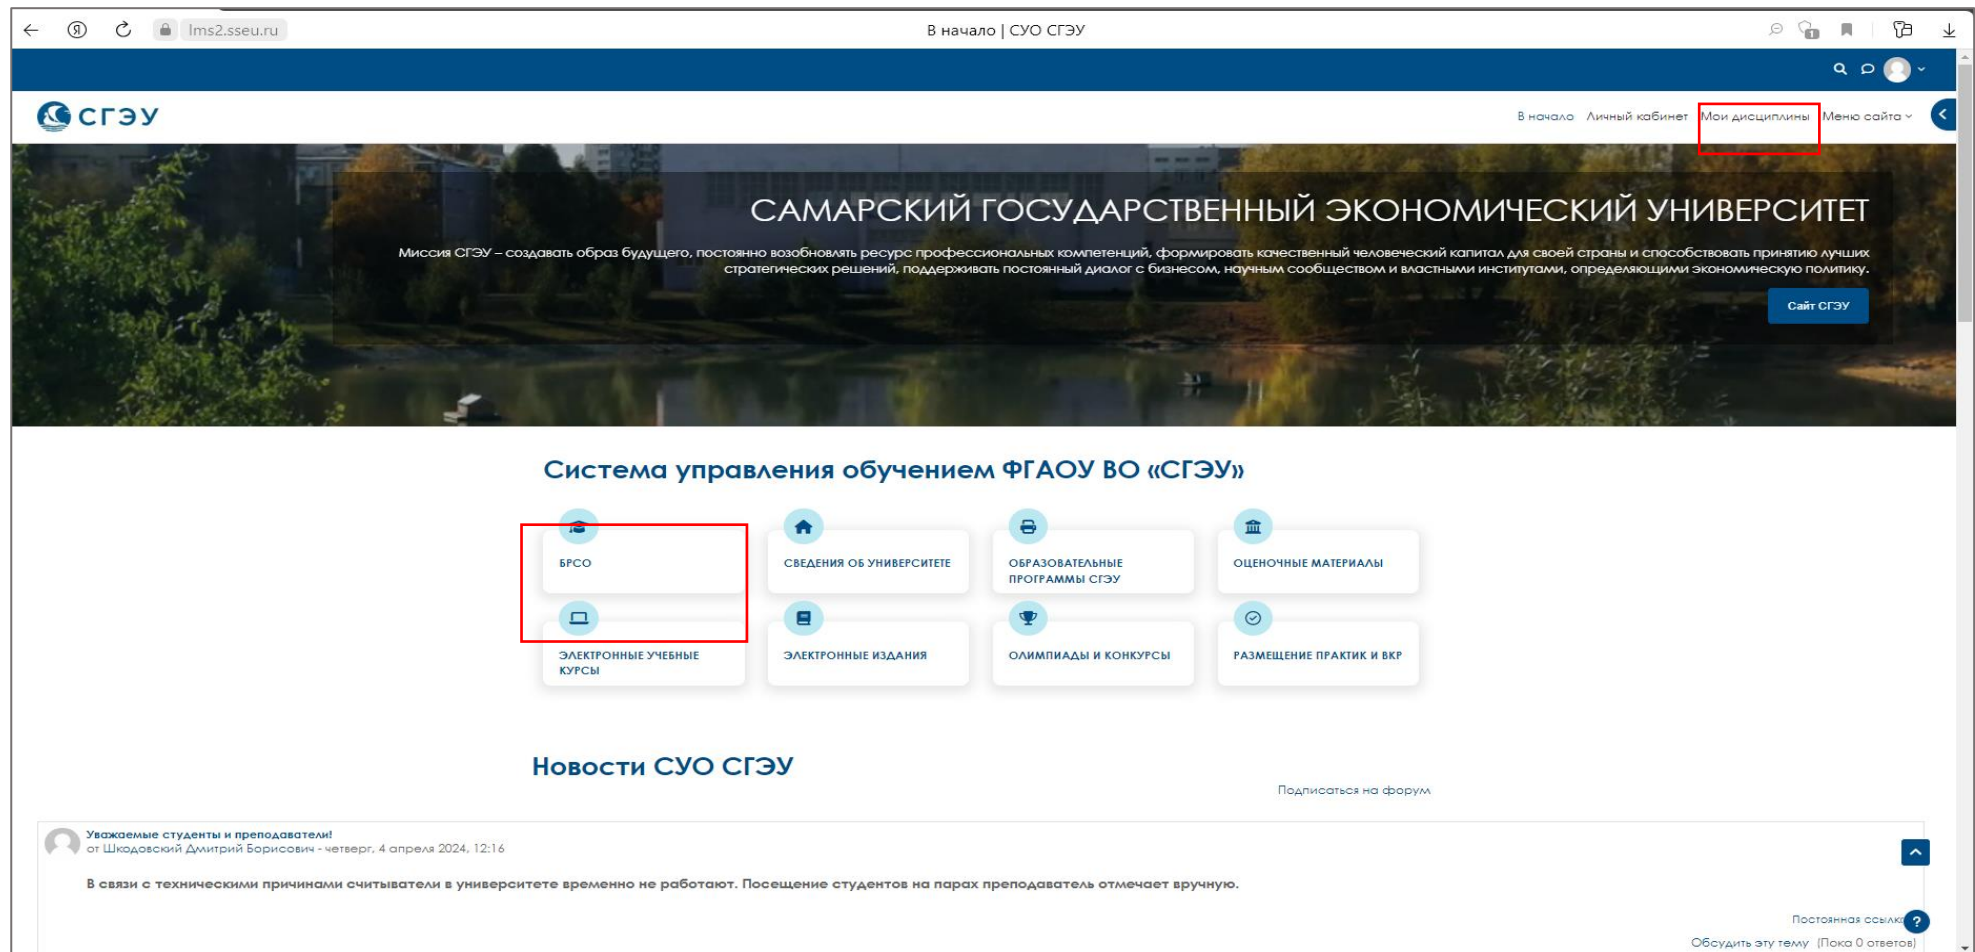 lms2.sseu.ru
В начало | СУО СГЭУ
1
СГЭУ
В начало Личный кабинет Мои дисциплины Меню сайта
САМАРСКИЙ ГОСУДАРСТВЕННЫЙ ЭКОНОМИЧЕСКИЙ УНИВЕРСИТЕТ
Миссия СГЭУ – создавать образ будущего, постоянно возобновлять ресурс профессиональных компетенций, формировать качественный человеческий капитал для своей страны и способствовать принятию лучших
стратегических решений, поддерживать постоянный диалог с бизнесом, научным сообществом и властными институтами, определяющими экономическую политику.
Сайт СГЭУ
Система управления обучением ФГАОУ ВО «СГЭУ»
БРСО
СВЕДЕНИЯ ОБ УНИВЕРСИТЕТЕ
ОБРАЗОВАТЕЛЬНЫЕ
ПРОГРАММЫ СГЭУ
ОЦЕНОЧНЫЕ МАТЕРИАЛЫ
ЭЛЕКТРОННЫЕ УЧЕБНЫЕ
КУРСЫ
ЭЛЕКТРОННЫЕ ИЗДАНИЯ
ОЛИМПИАДЫ И КОНКУРСЫ
РАЗМЕЩЕНИЕ ПРАКТИК И ВКР
Новости СУО СГЭУ
Подписаться на форум
Уважаемые студенты и преподаватели!
от Шкодовский Дмитрий Борисович - четверг, 4 апреля 2024, 12:16
В связи с техническими причинами считыватели в университете временно не работают. Посещение студентов на парах преподаватель отмечает вручную.
Постоянная ссылка
?
Обсудить эту тему (Пока 0 ответов)